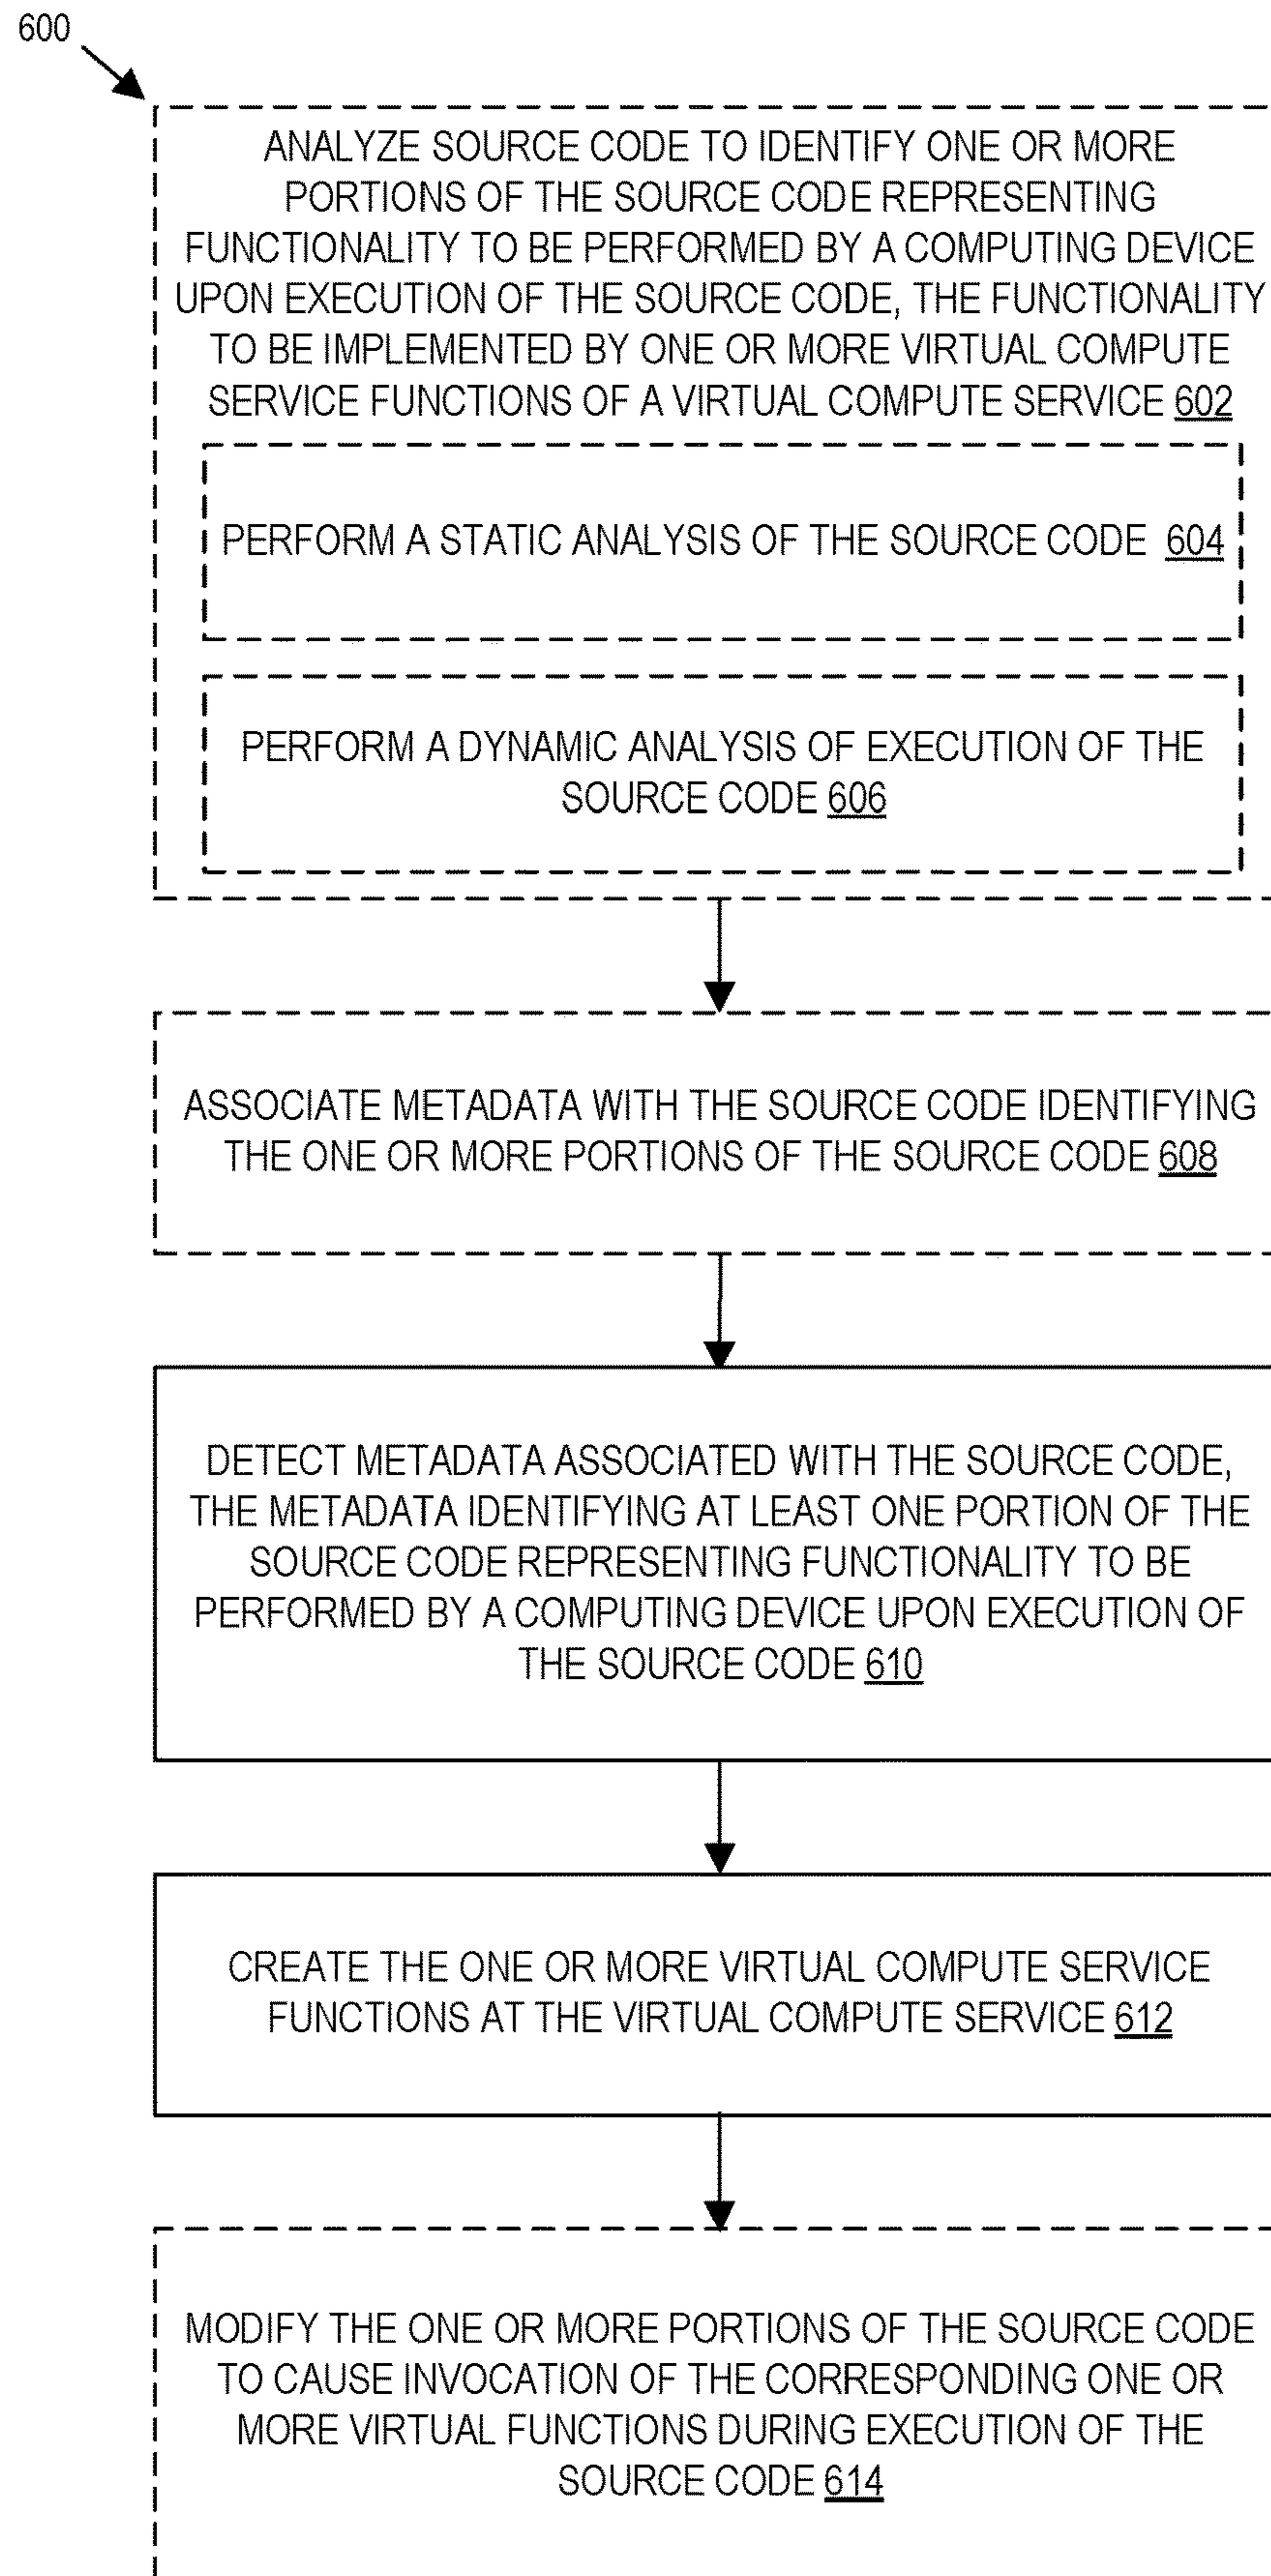 600
ANALYZE SOURCE CODE TO IDENTIFY ONE OR MORE
PORTIONS OF THE SOURCE CODE REPRESENTING
FUNCTIONALITY TO BE PERFORMED BY A COMPUTING DEVICE
UPON EXECUTION OF THE SOURCE CODE, THE FUNCTIONALITY
TO BE IMPLEMENTED BY ONE OR MORE VIRTUAL COMPUTE
SERVICE FUNCTIONS OF A VIRTUAL COMPUTE SERVICE 602
PERFORM A STATIC ANALYSIS OF THE SOURCE CODE 604
PERFORM A DYNAMIC ANALYSIS OF EXECUTION OF THE
SOURCE CODE 606
ASSOCIATE METADATA WITH THE SOURCE CODE IDENTIFYING
THE ONE OR MORE PORTIONS OF THE SOURCE CODE 608
DETECT METADATA ASSOCIATED WITH THE SOURCE CODE,
THE METADATA IDENTIFYING AT LEAST ONE PORTION OF THE
SOURCE CODE REPRESENTING FUNCTIONALITY TO BE
PERFORMED BY A COMPUTING DEVICE UPON EXECUTION OF
THE SOURCE CODE 610
CREATE THE ONE OR MORE VIRTUAL COMPUTE SERVICE
FUNCTIONS AT THE VIRTUAL COMPUTE SERVICE 612
MODIFY THE ONE OR MORE PORTIONS OF THE SOURCE CODE
TO CAUSE INVOCATION OF THE CORRESPONDING ONE OR
MORE VIRTUAL FUNCTIONS DURING EXECUTION OF THE
SOURCE CODE 614